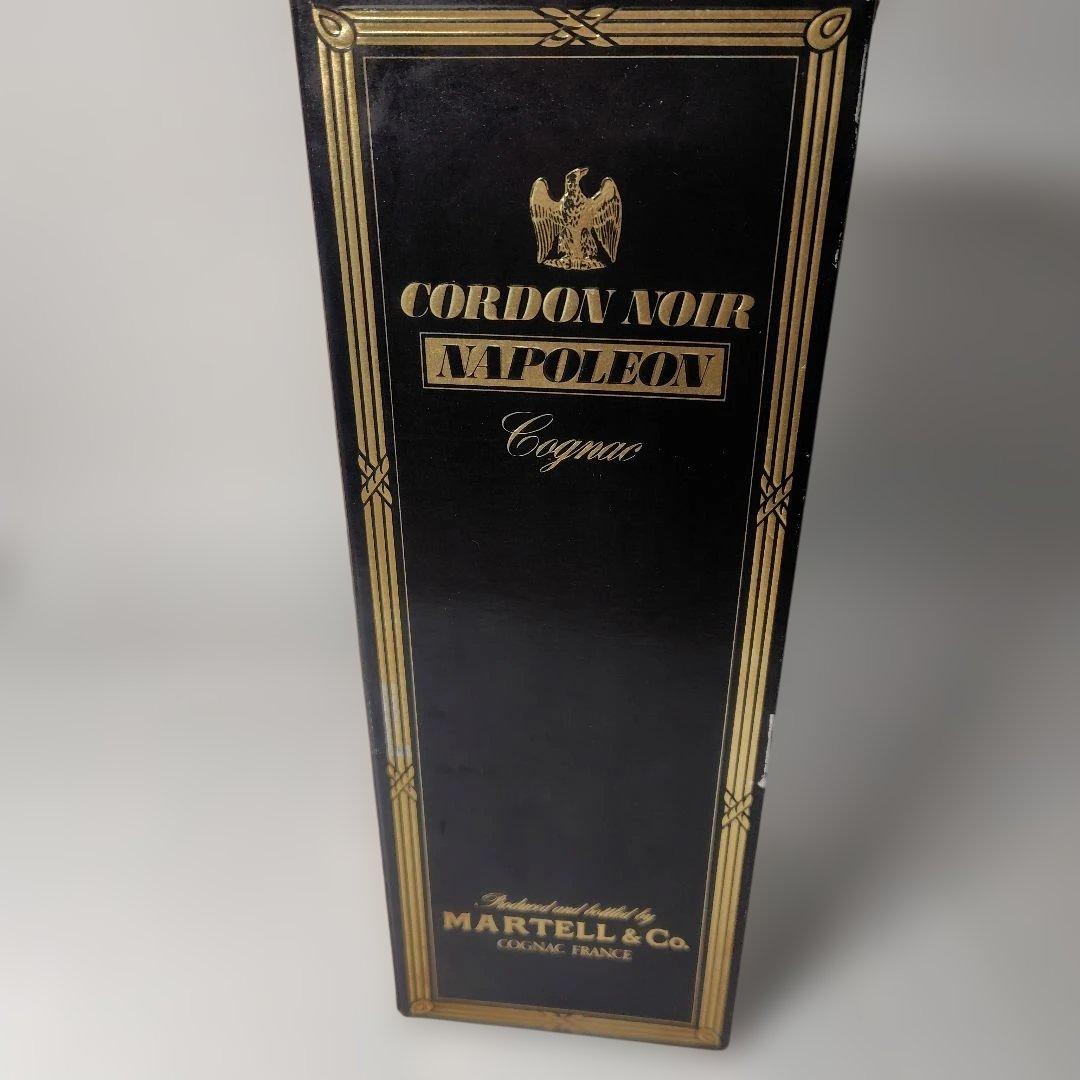 CORDON NOIR
NAPOLEON
Cognac
Produced and bottled by
MARTELL & Co.
COGNAC FRANCE